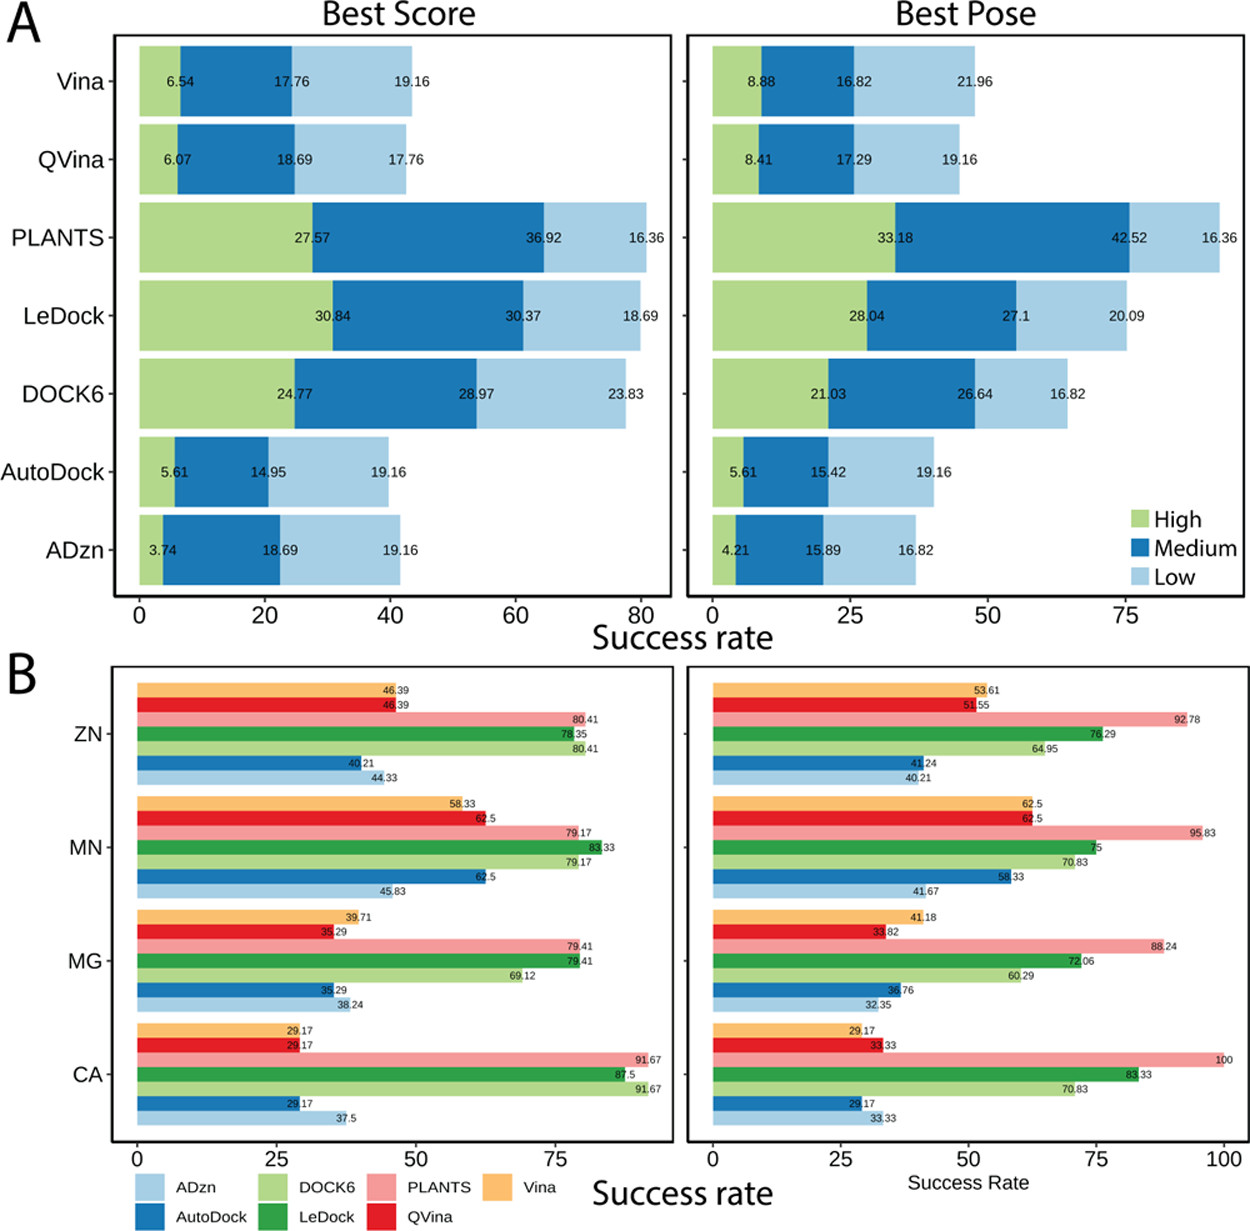 A
Best Score
Best Pose
Vina
6.54 17.76 19.16
8.88 16.82 21.96
QVina
6.07 18.69 17.76
8.41 17.29 19.16
PLANTS
27.57 36.92 16.36
33.18 42.52 16.36
LeDock
30.84 30.37 18.69
28.04 27.1 20.09
DOCK6
24.77 28.97 23.83
21.03 26.64 16.82
AutoDock
5.61 14.95 19.16
5.61 15.42 19.16
ADzn
3.74 18.69 19.16
4.21 15.89 16.82
High
Medium
Low
0 20 40 60 80
0 25 50 75
Success rate
B
ZN
46.39
46.39
80.41
78.35
80.41
40.21
44.33
53.61
51.55
92.78
76.29
64.95
41.24
40.21
MN
58.33
62.5
79.17
83.33
79.17
62.5
45.83
62.5
62.5
95.83
75
70.83
58.33
41.67
MG
39.71
35.29
79.41
79.41
69.12
35.29
38.24
41.18
33.82
88.24
72.06
60.29
36.76
32.35
CA
29.17
29.17
91.67
87.5
91.67
29.17
37.5
29.17
33.33
100
83.33
70.83
29.17
33.33
0 25 50 75
0 25 50 75 100
Success Rate
ADzn DOCK6 PLANTS Vina
AutoDock LeDock QVina
Success rate